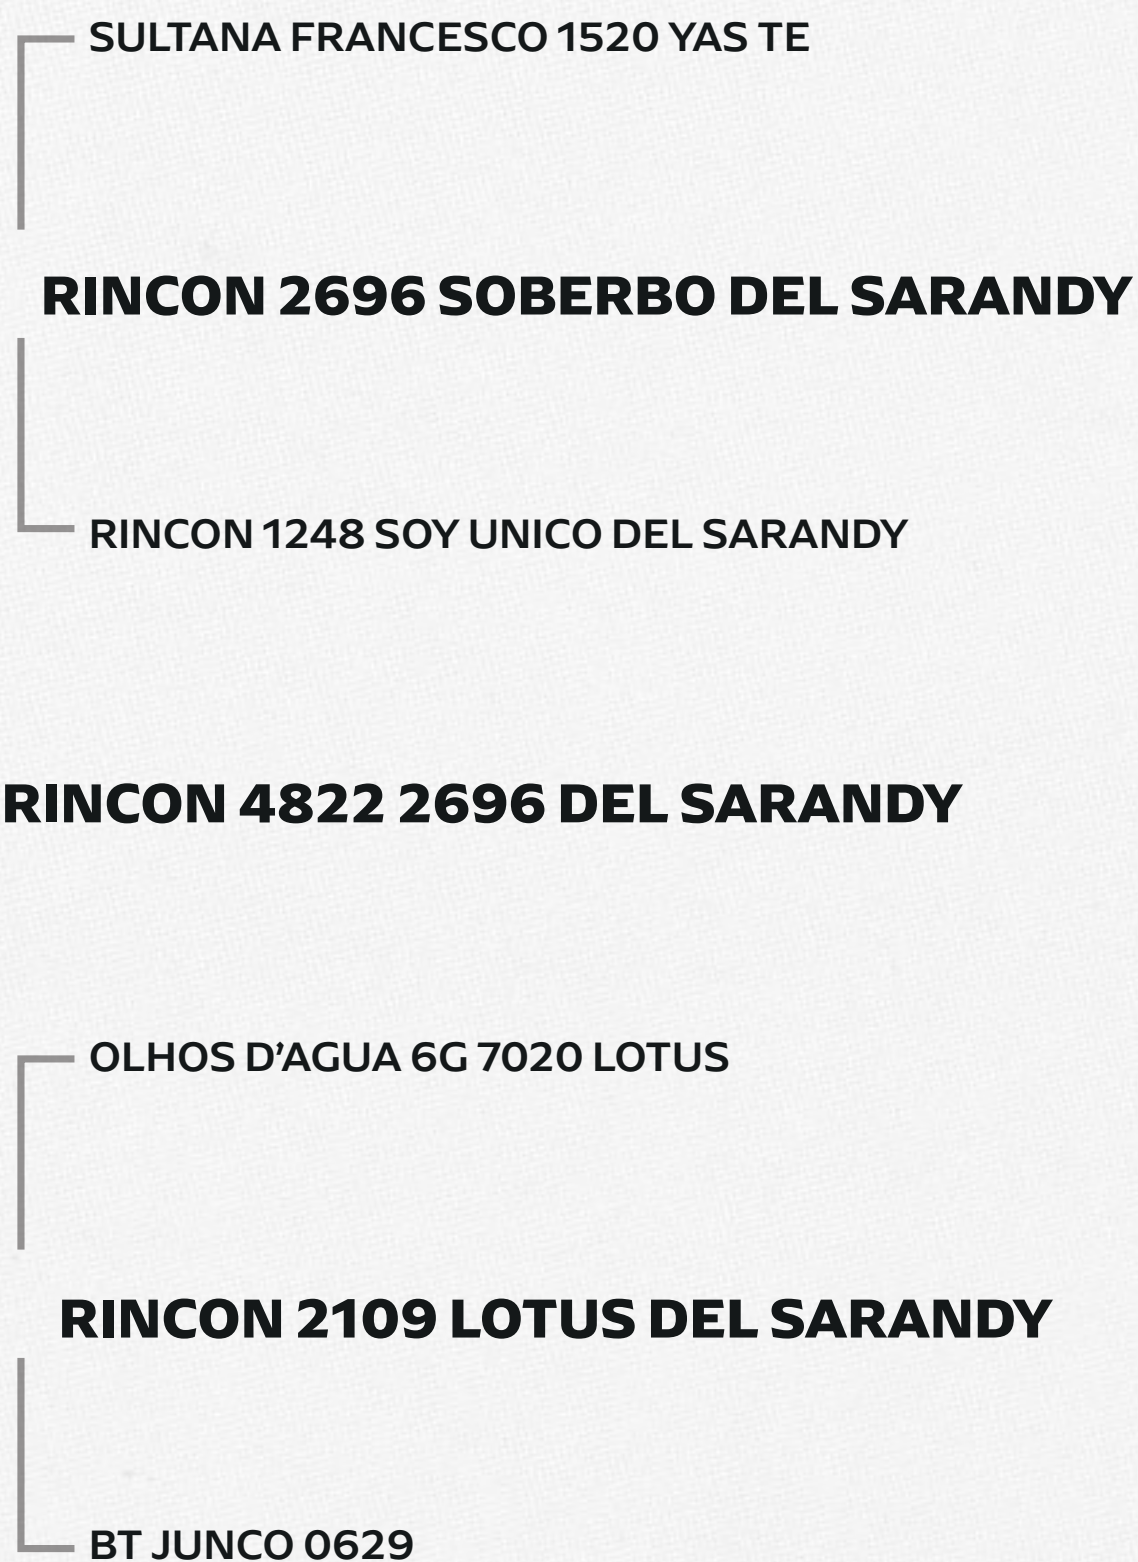 SULTANA FRANCESCO 1520 YAS TE
RINCON 2696 SOBERBO DEL SARANDY
RINCON 1248 SOY UNICO DEL SARANDY
RINCON 4822 2696 DEL SARANDY
OLHOS D’AGUA 6G 7020 LOTUS
RINCON 2109 LOTUS DEL SARANDY
BT JUNCO 0629